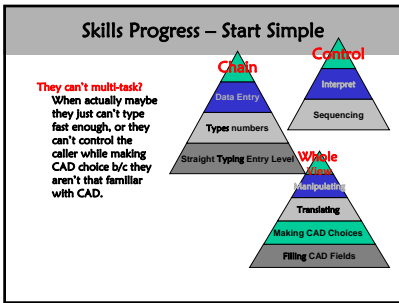 Skills Progress – Start Simple
They can't multi-task?
When actually maybe
they just can't type
fast enough, or they
can't control the
caller while making
CAD choice b/c they
aren't that familiar
with CAD.
Chain
Data Entry
Types numbers
Straight Typing Entry Level
Control
Interpret
Sequencing
Whole
View
Manipulating
Translating
Making CAD Choices
Filling CAD Fields